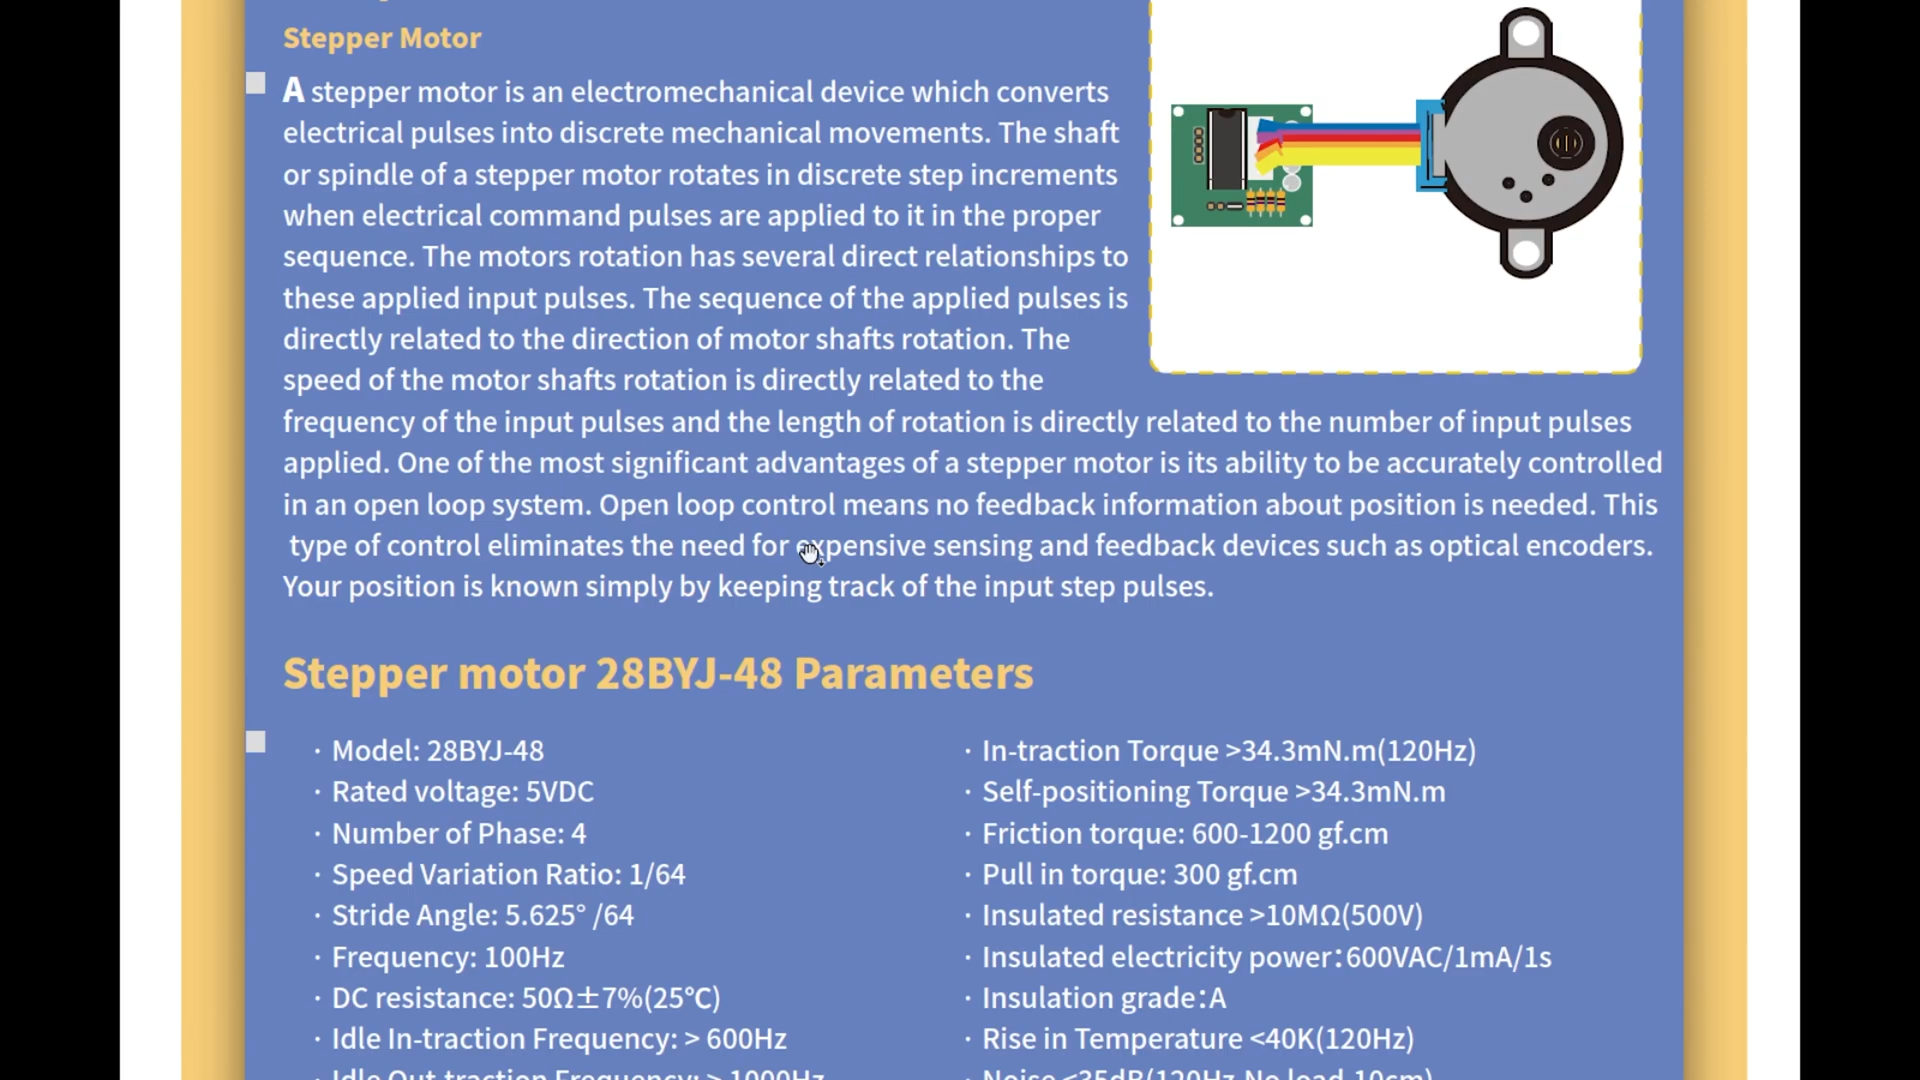 Stepper Motor
A stepper motor is an electromechanical device which converts
electrical pulses into discrete mechanical movements. The shaft
or spindle of a stepper motor rotates in discrete step increments
when electrical command pulses are applied to it in the proper
sequence. The motors rotation has several direct relationships to
these applied input pulses. The sequence of the applied pulses is
directly related to the direction of motor shafts rotation. The
speed of the motor shafts rotation is directly related to the
frequency of the input pulses and the length of rotation is directly related to the number of input pulses
applied. One of the most significant advantages of a stepper motor is its ability to be accurately controlled
in an open loop system. Open loop control means no feedback information about position is needed. This
type of control eliminates the need for expensive sensing and feedback devices such as optical encoders.
Your position is known simply by keeping track of the input step pulses.
Stepper motor 28BYJ-48 Parameters
· Model: 28BYJ-48
· Rated voltage: 5VDC
· Number of Phase: 4
· Speed Variation Ratio: 1/64
· Stride Angle: 5.625° /64
· Frequency: 100Hz
· DC resistance: 50Ω±7%(25℃)
· Idle In-traction Frequency: > 600Hz
· Idle Out-traction Frequency: > 1000Hz
· In-traction Torque >34.3mN.m(120Hz)
· Self-positioning Torque >34.3mN.m
· Friction torque: 600-1200 gf.cm
· Pull in torque: 300 gf.cm
· Insulated resistance >10MΩ(500V)
· Insulated electricity power：600VAC/1mA/1s
· Insulation grade：A
· Rise in Temperature <40K(120Hz)
· Noise <35dB(120Hz,No load,10cm)